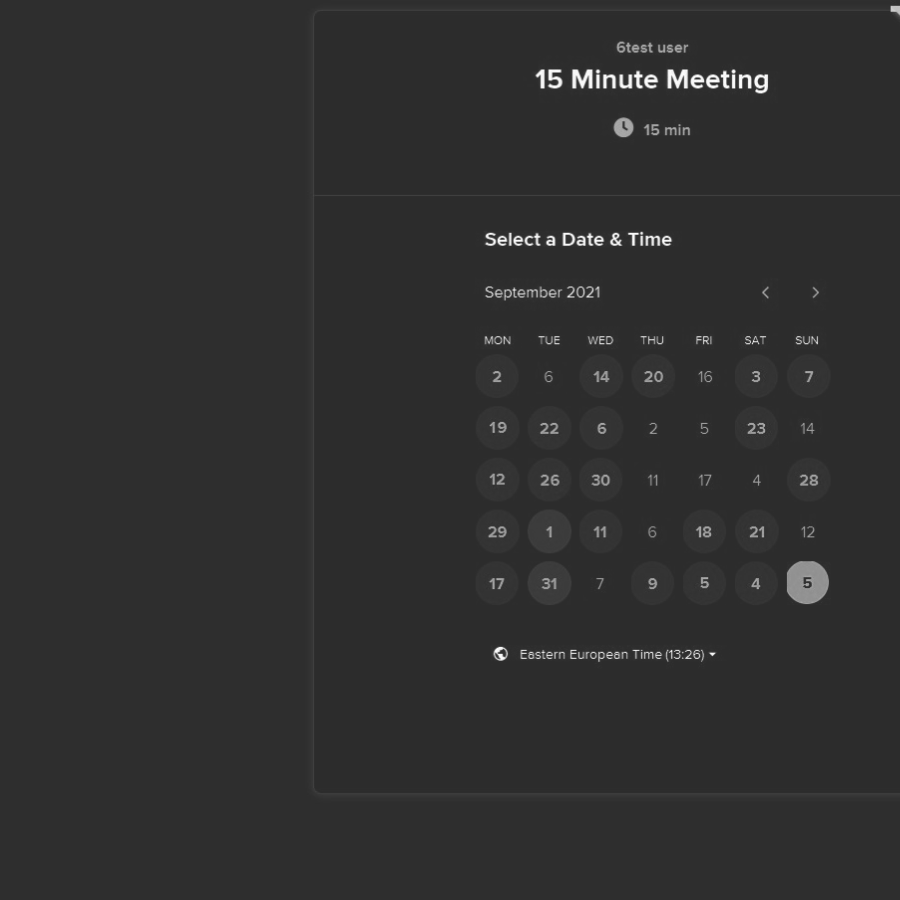 6test user
15 Minute Meeting
15 min
Select a Date & Time
September 2021
MON TUE WED THU FRI SAT SUN
2 6 14 20 16 3 7
19 22 6 2 5 23 14
12 26 30 11 17 4 28
29 1 11 6 18 21 12
17 31 7 9 5 4 5
Eastern European Time (13:26)